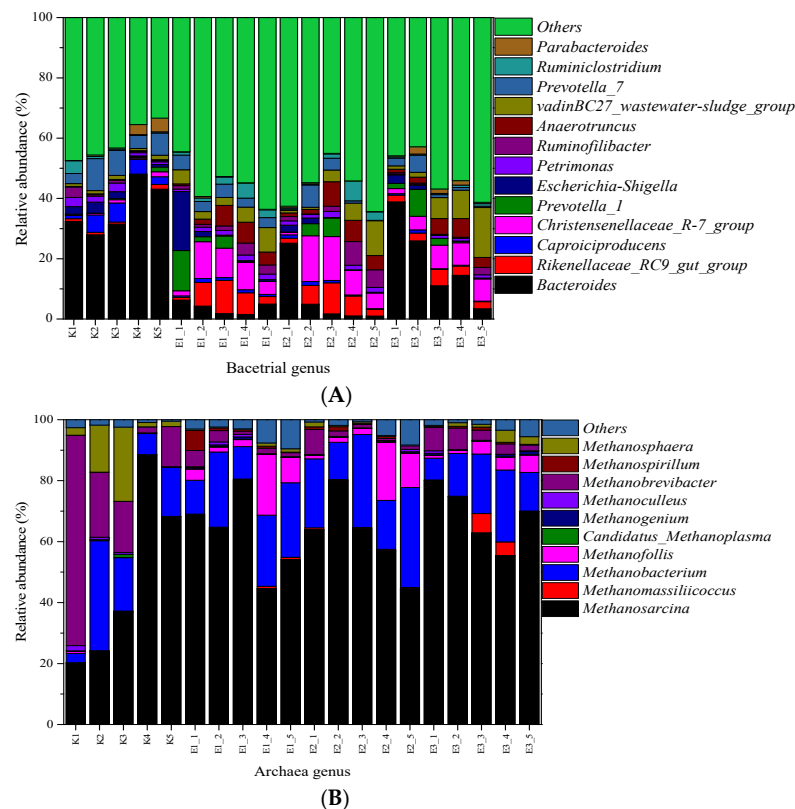 100
80
60
40
20
0
Relative abundance (%)
K1
K2
K3
K4
K5
E1_1
E1_2
E1_3
E1_4
E1_5
E2_1
E2_2
E2_3
E2_4
E2_5
E3_1
E3_2
E3_3
E3_4
E3_5
Bacetrial genus
Others
Parabacteroides
Ruminiclostridium
Prevotella_7
vadinBC27_wastewater-sludge_group
Anaerotruncus
Ruminofilibacter
Petrimonas
Escherichia-Shigella
Prevotella_1
Christensenellaceae_R-7_group
Caproiciproducens
Rikenellaceae_RC9_gut_group
Bacteroides
(A)
100
80
60
40
20
0
Relative abundance (%)
K1
K2
K3
K4
K5
E1_1
E1_2
E1_3
E1_4
E1_5
E2_1
E2_2
E2_3
E2_4
E2_5
E3_1
E3_2
E3_3
E3_4
E3_5
Archaea genus
Others
Methanosphaera
Methanospirillum
Methanobrevibacter
Methanoculleus
Methanogenium
Candidatus_Methanoplasma
Methanofollis
Methanobacterium
Methanomassiliicoccus
Methanosarcina
(B)